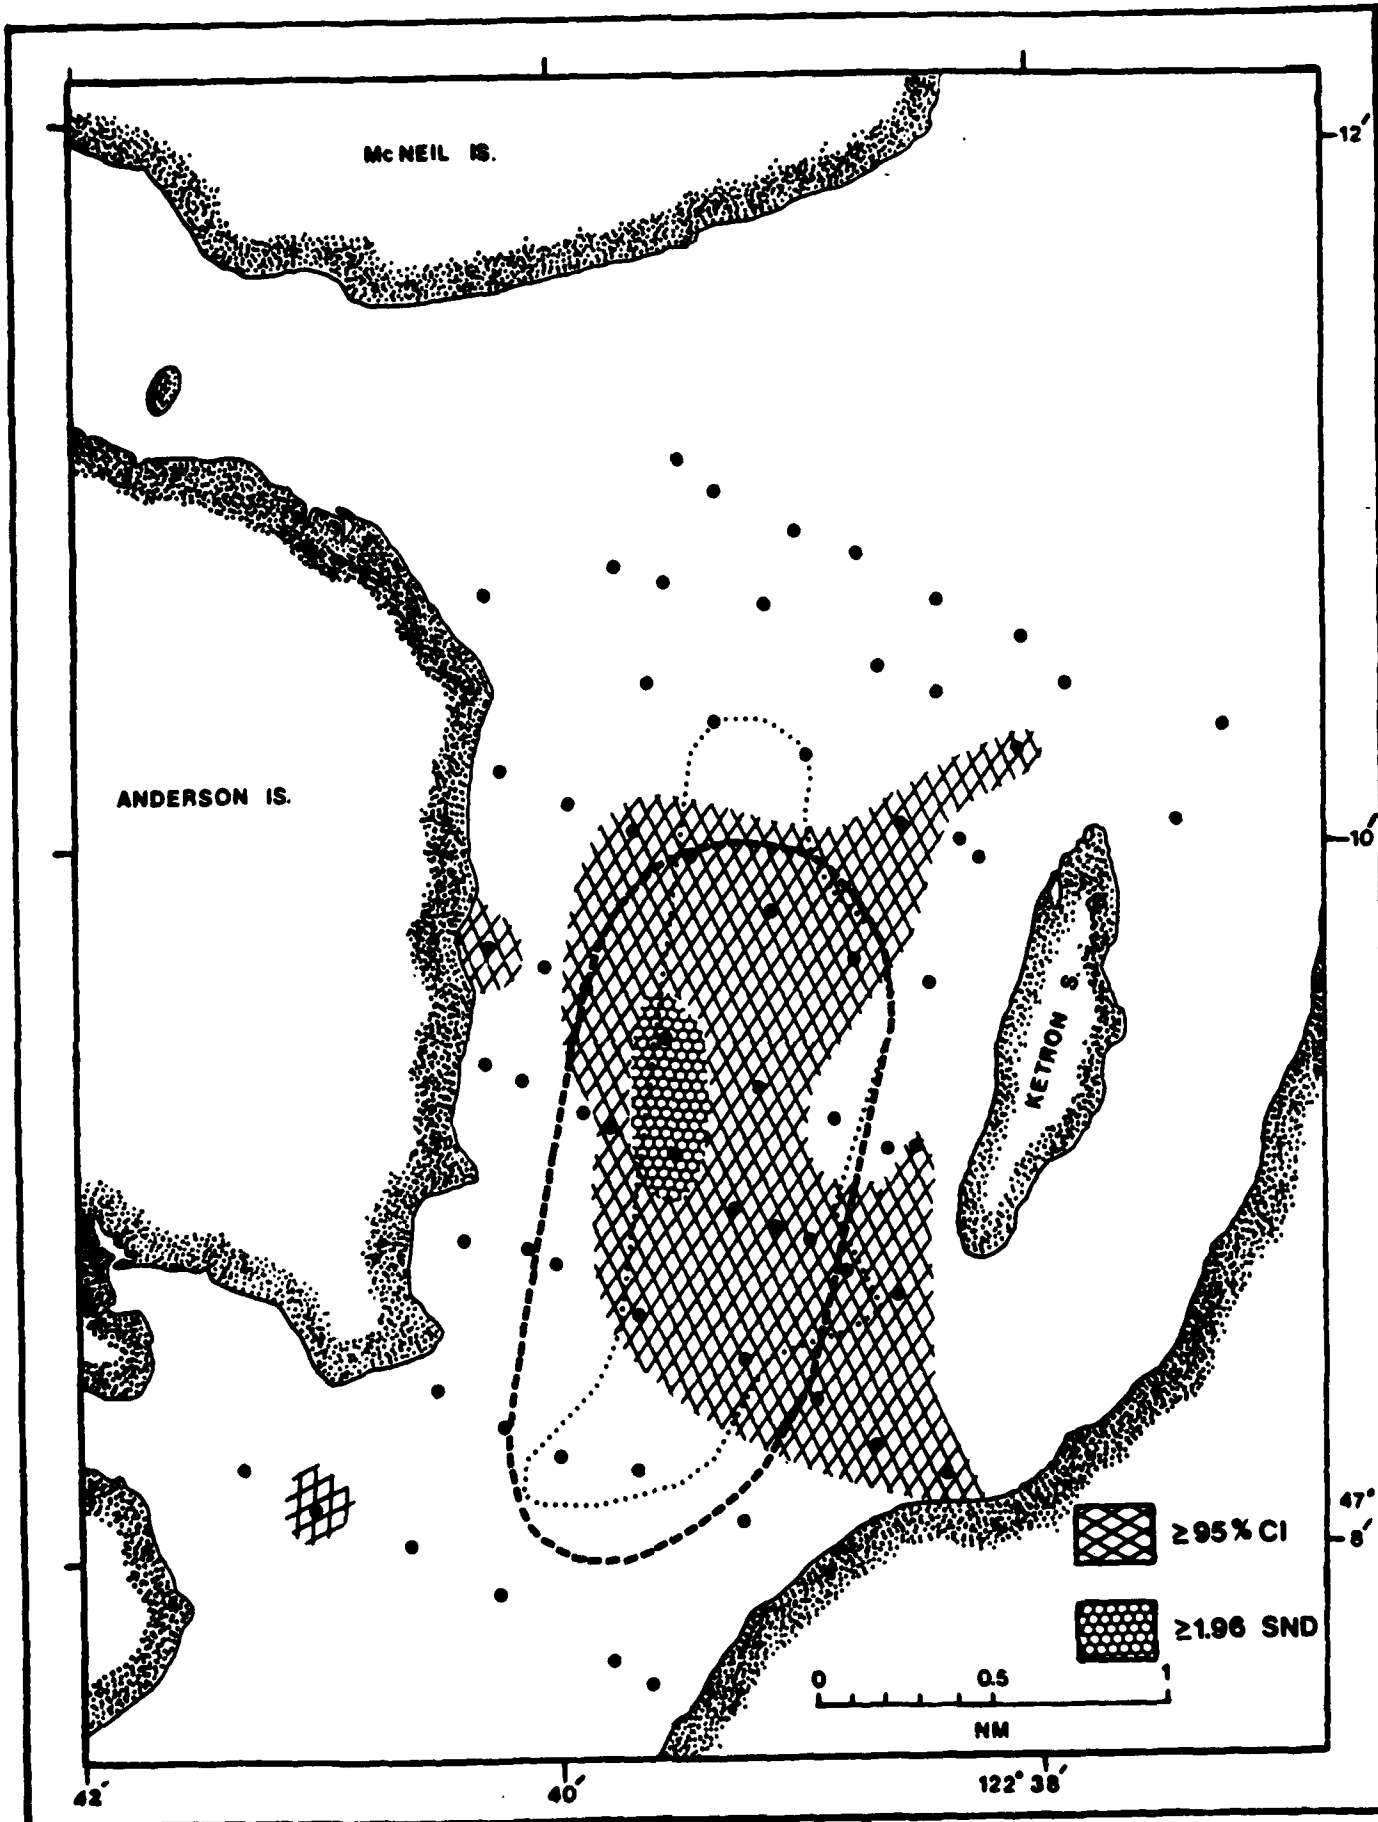 McNEIL IS.
12′
ANDERSON IS.
10′
KETRON IS.
47°
8′
≥95% CI
≥1.96 SND
0 0.5 1
NM
42′ 40′ 122° 38′